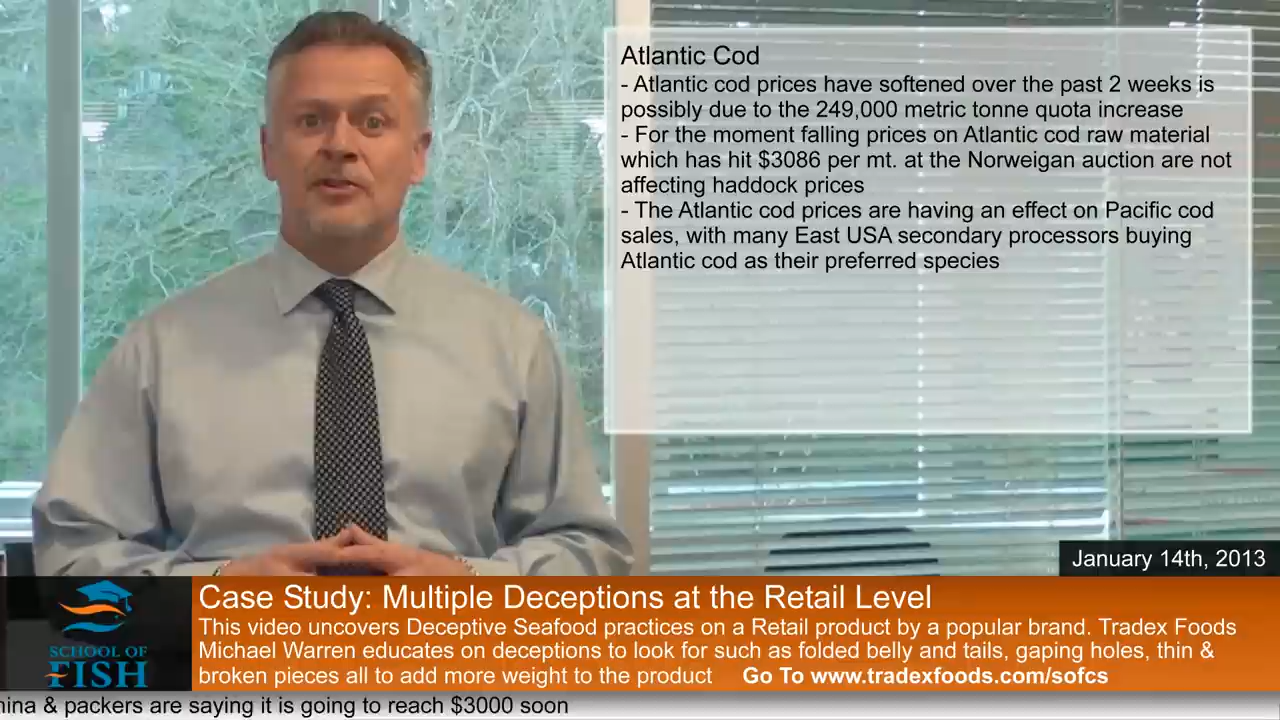 Atlantic Cod
- Atlantic cod prices have softened over the past 2 weeks is
possibly due to the 249,000 metric tonne quota increase
- For the moment falling prices on Atlantic cod raw material
which has hit $3086 per mt. at the Norweigan auction are not
affecting haddock prices
- The Atlantic cod prices are having an effect on Pacific cod
sales, with many East USA secondary processors buying
Atlantic cod as their preferred species
January 14th, 2013
Case Study: Multiple Deceptions at the Retail Level
This video uncovers Deceptive Seafood practices on a Retail product by a popular brand. Tradex Foods
Michael Warren educates on deceptions to look for such as folded belly and tails, gaping holes, thin &
broken pieces all to add more weight to the product Go To www.tradexfoods.com/sofcs
SCHOOL OF
FISH
& packers are saying it is going to reach $3000 soon